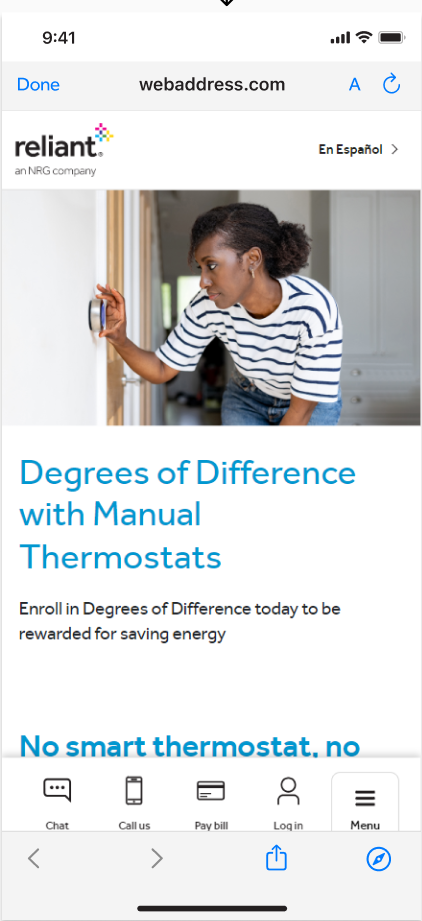 9:41
Done
webaddress.com
A
reliant®
an NRG company
En Español
Degrees of Difference
with Manual
Thermostats
Enroll in Degrees of Difference today to be
rewarded for saving energy
No smart thermostat, no
Chat
Call us
Pay bill
Log in
Menu